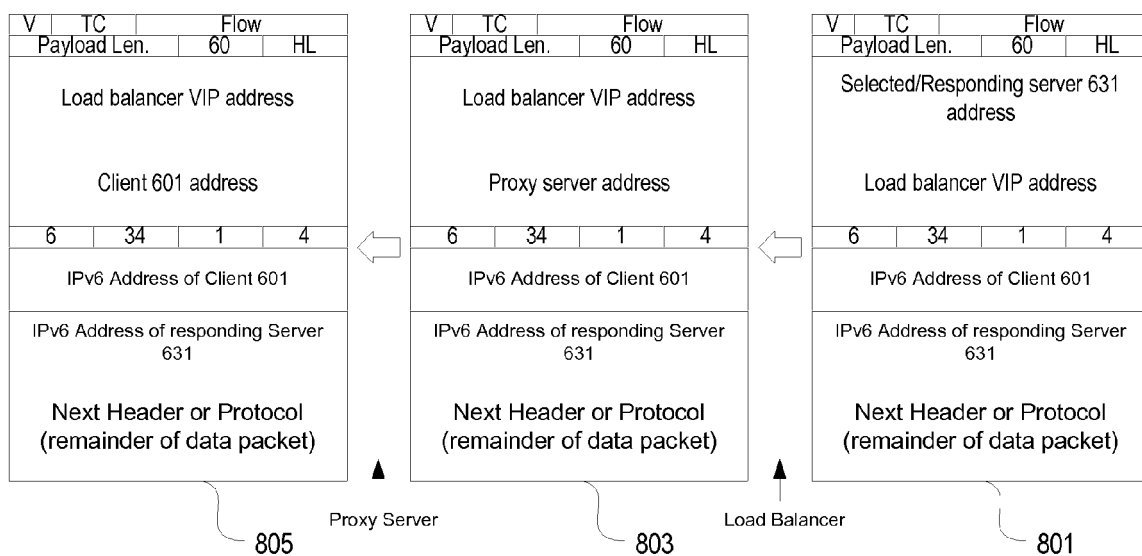 V TC Flow
Payload Len. 60 HL
Load balancer VIP address
Client 601 address
6 34 1 4
IPv6 Address of Client 601
IPv6 Address of responding Server
631
Next Header or Protocol
(remainder of data packet)
805
Proxy Server
V TC Flow
Payload Len. 60 HL
Load balancer VIP address
Proxy server address
6 34 1 4
IPv6 Address of Client 601
IPv6 Address of responding Server
631
Next Header or Protocol
(remainder of data packet)
803
Load Balancer
V TC Flow
Payload Len. 60 HL
Selected/Responding server 631
address
Load balancer VIP address
6 34 1 4
IPv6 Address of Client 601
IPv6 Address of responding Server
631
Next Header or Protocol
(remainder of data packet)
801